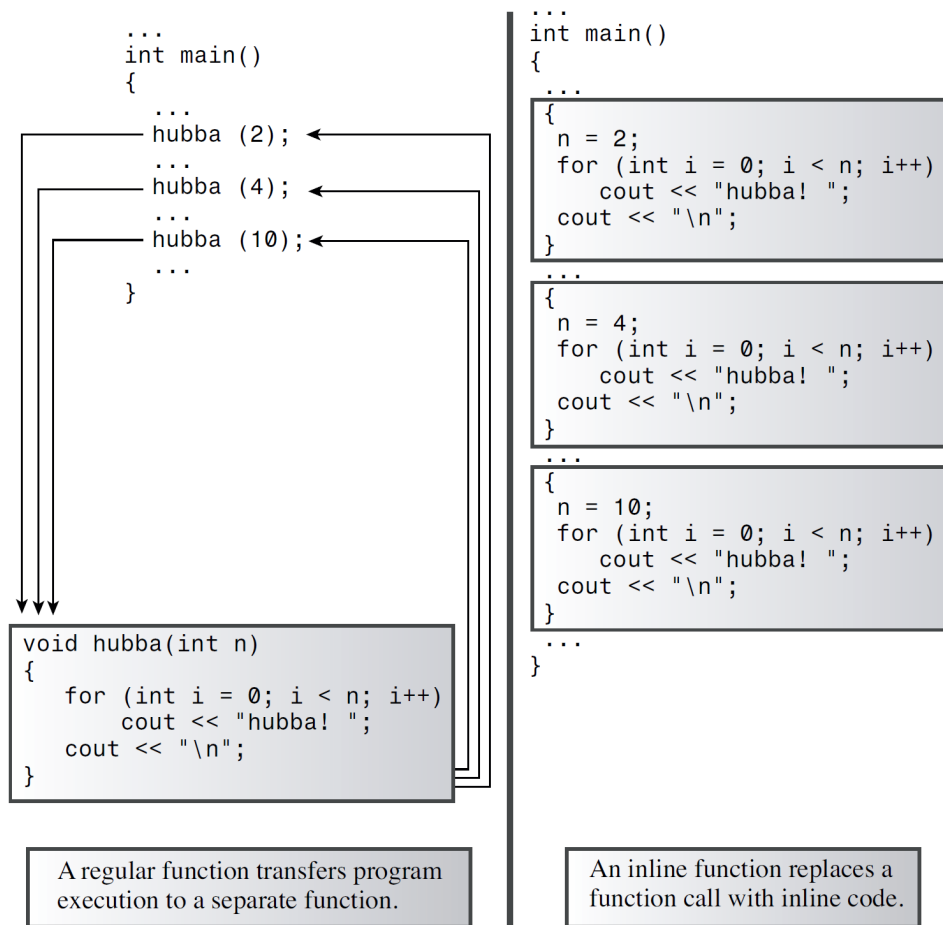 ...
int main()
{
...
hubba (2);
...
hubba (4);
...
hubba (10);
...
}
void hubba(int n)
{
for (int i = 0; i < n; i++)
cout << "hubba! ";
cout << "\n";
}
A regular function transfers program
execution to a separate function.
...
int main()
{
...
{
n = 2;
for (int i = 0; i < n; i++)
cout << "hubba! ";
cout << "\n";
}
...
{
n = 4;
for (int i = 0; i < n; i++)
cout << "hubba! ";
cout << "\n";
}
...
{
n = 10;
for (int i = 0; i < n; i++)
cout << "hubba! ";
cout << "\n";
}
...
}
An inline function replaces a
function call with inline code.